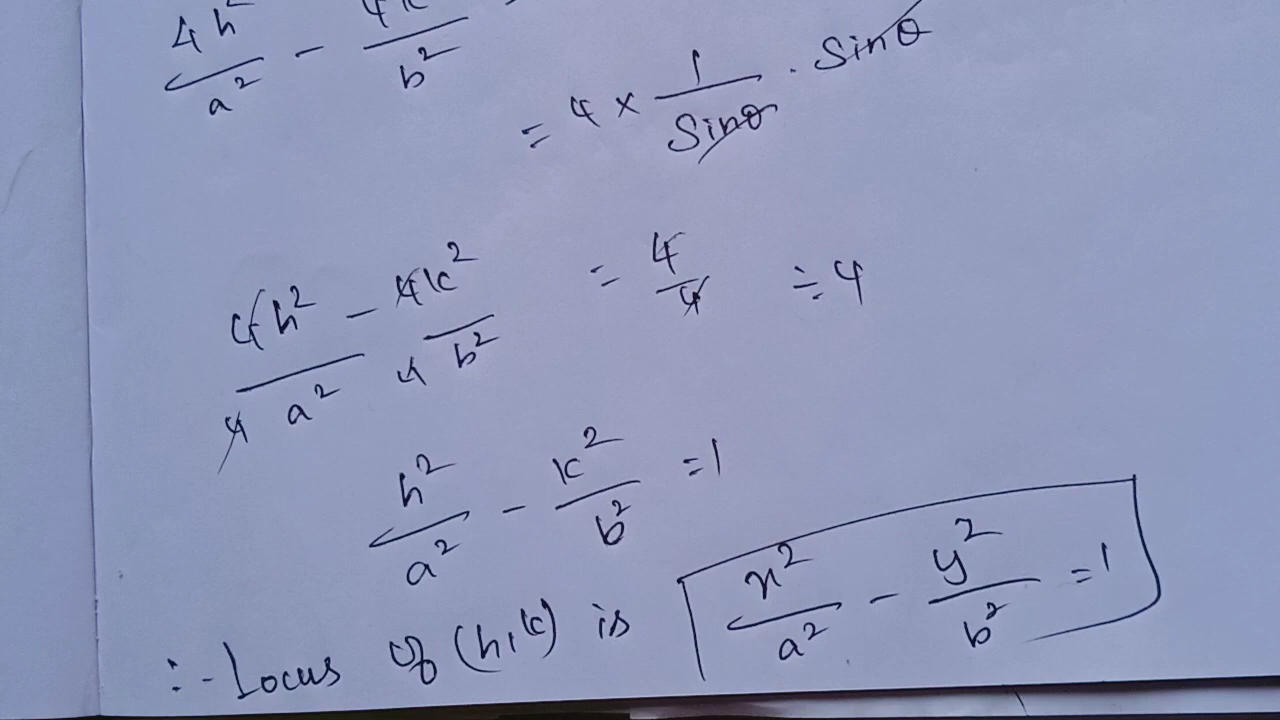 4h²/a² - 4k²/b²
= 4 × 1/Sinθ . Sinθ
4h²/4a² - 4k²/4b² = 4/4 ÷ 4
h²/a² - k²/b² = 1
∴ Locus of (h,k) is x²/a² - y²/b² = 1